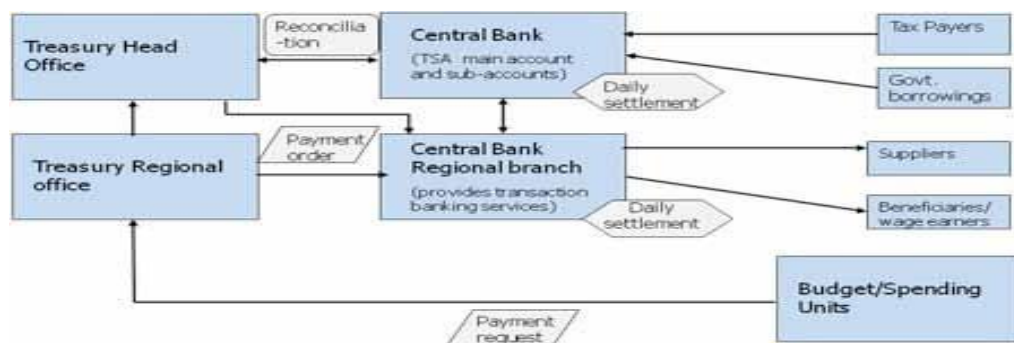 Treasury Head
Office
Reconcilia
-tion
Central Bank
(TSA main account
and sub-accounts)
Daily
settlement
Tax Payers
Govt.
borrowings
Treasury Regional
office
Payment
order
Central Bank
Regional branch
(provides transaction
banking services)
Daily
settlement
Suppliers
Beneficiaries/
wage earners
Budget/Spending
Units
Payment
request